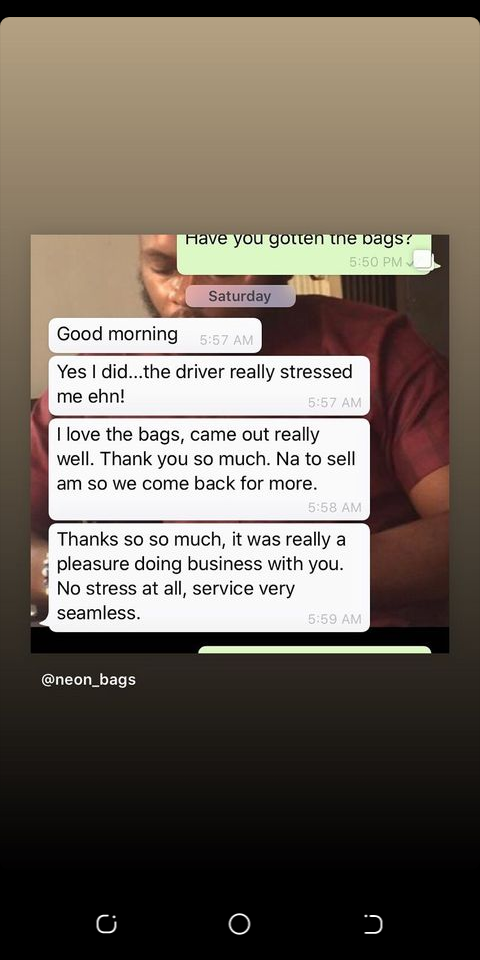 Have you gotten the bags?
5:50 PM
Saturday
Good morning
5:57 AM
Yes I did...the driver really stressed
me ehn!
5:57 AM
I love the bags, came out really
well. Thank you so much. Na to sell
am so we come back for more.
5:58 AM
Thanks so so much, it was really a
pleasure doing business with you.
No stress at all, service very
seamless.
5:59 AM
@neon_bags